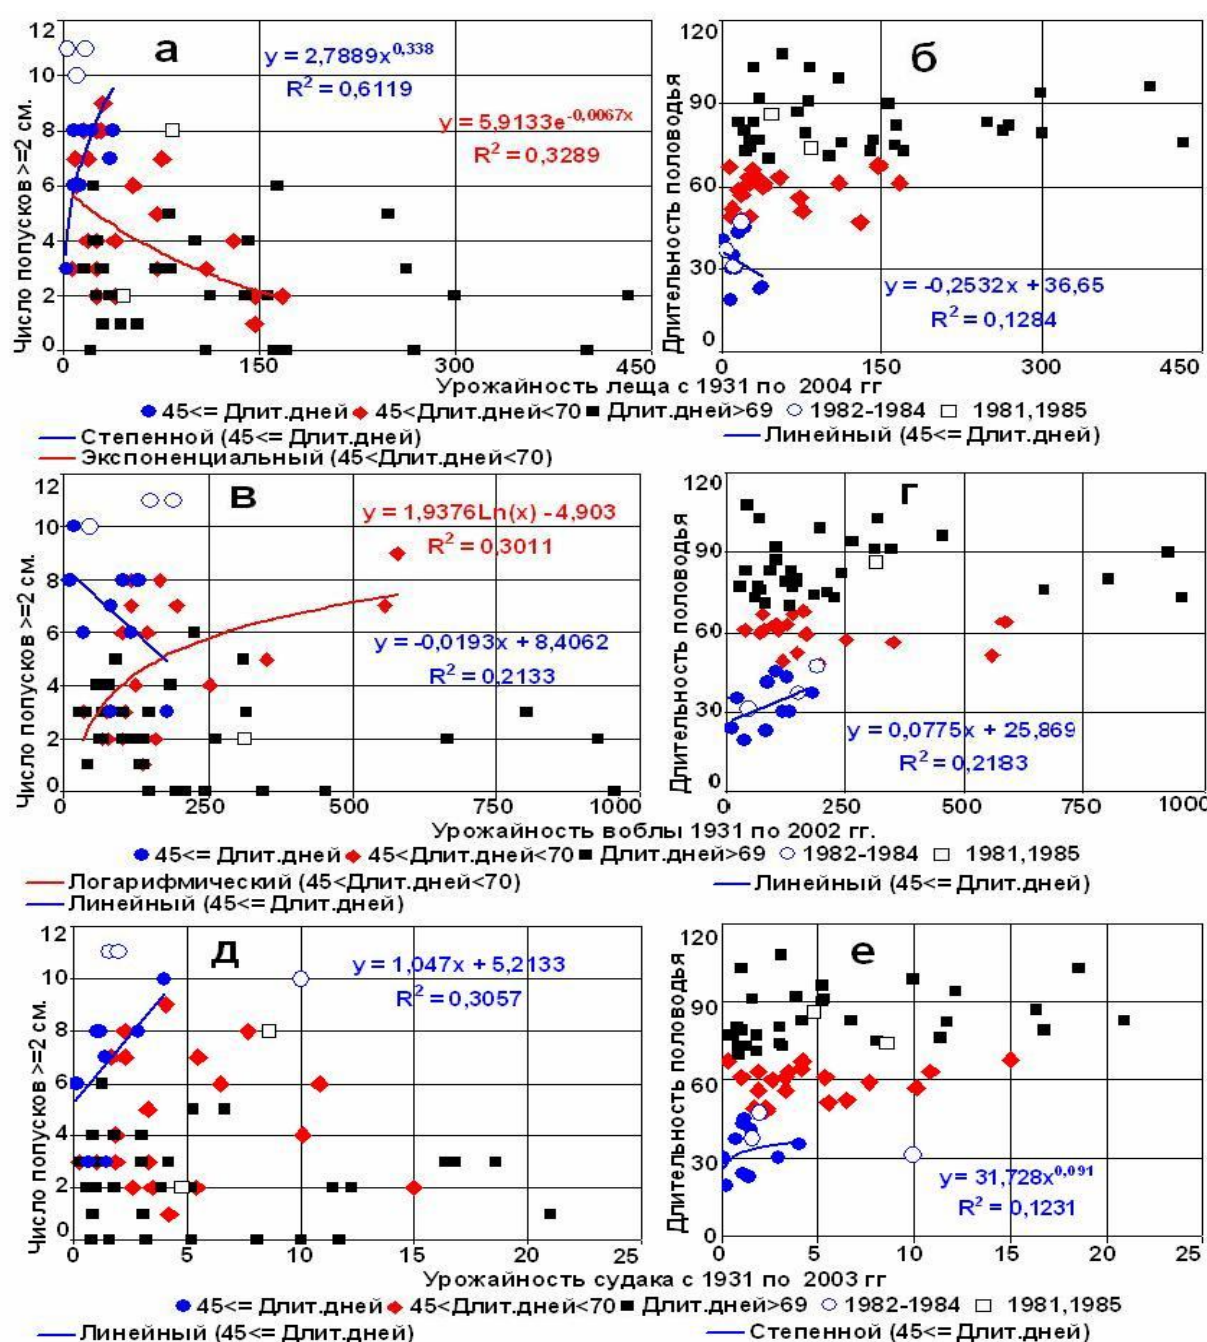 а
Число попусков >=2 см.
12
10
8
6
4
2
0
y = 2,7889x^0,338
R² = 0,6119
y = 5,9133e^-0,0067x
R² = 0,3289
0 150 300 450
б
Длительность половодья
120
90
60
30
0
y = -0,2532x + 36,65
R² = 0,1284
0 150 300 450
Урожайность леща с 1931 по 2004 гг
45<= Длит.дней 45<Длит.дней<70 Длит.дней>69 1982-1984 1981,1985
Степенной (45<= Длит.дней) Линейный (45<= Длит.дней)
Экспоненциальный (45<Длит.дней<70)
в
Число попусков >=2 см.
12
10
8
6
4
2
0
y = 1,9376Ln(x) - 4,903
R² = 0,3011
y = -0,0193x + 8,4062
R² = 0,2133
0 250 500 750 1000
г
Длительность половодья
120
90
60
30
0
y = 0,0775x + 25,869
R² = 0,2183
0 250 500 750 1000
Урожайность воблы 1931 по 2002 гг.
45<= Длит.дней 45<Длит.дней<70 Длит.дней>69 1982-1984 1981,1985
Логарифмический (45<Длит.дней<70) Линейный (45<= Длит.дней)
Линейный (45<= Длит.дней)
д
Число попусков >=2 см.
12
10
8
6
4
2
0
y = 1,047x + 5,2133
R² = 0,3057
0 5 10 15 20 25
е
Длительность половодья
120
90
60
30
0
y = 31,728x^0,091
R² = 0,1231
0 5 10 15 20 25
Урожайность судака с 1931 по 2003 гг
45<= Длит.дней 45<Длит.дней<70 Длит.дней>69 1982-1984 1981,1985
Линейный (45<= Длит.дней) Степенной (45<= Длит.дней)